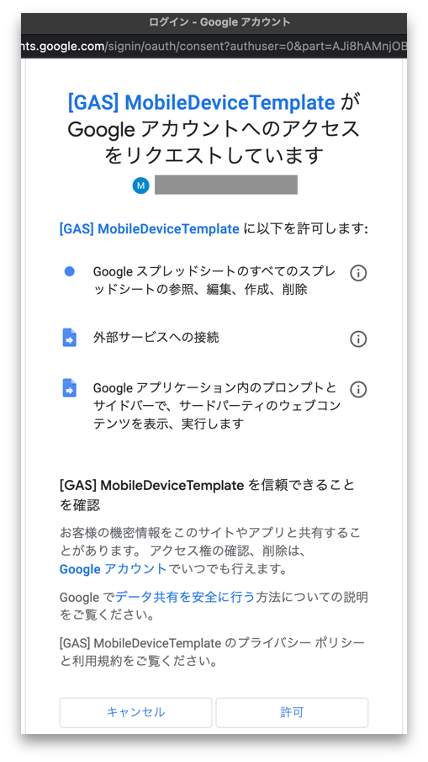 ログイン - Google アカウント
nts.google.com/signin/oauth/consent?authuser=0&part=AJi8hAMnjOB
[GAS] MobileDeviceTemplate が
Google アカウントへのアクセス
をリクエストしています
M
[GAS] MobileDeviceTemplate に以下を許可します:
Google スプレッドシートのすべてのスプレ
ッドシートの参照、編集、作成、削除
外部サービスへの接続
Google アプリケーション内のプロンプトと
サイドバーで、サードパーティのウェブコン
テンツを表示、実行します
[GAS] MobileDeviceTemplate を信頼できること
を確認
お客様の機密情報をこのサイトやアプリと共有するこ
とがあります。 アクセス権の確認、削除は、
Google アカウントでいつでも行えます。
Google でデータ共有を安全に行う方法についての説明
をご覧ください。
[GAS] MobileDeviceTemplate のプライバシー ポリシー
と利用規約をご覧ください。
キャンセル
許可